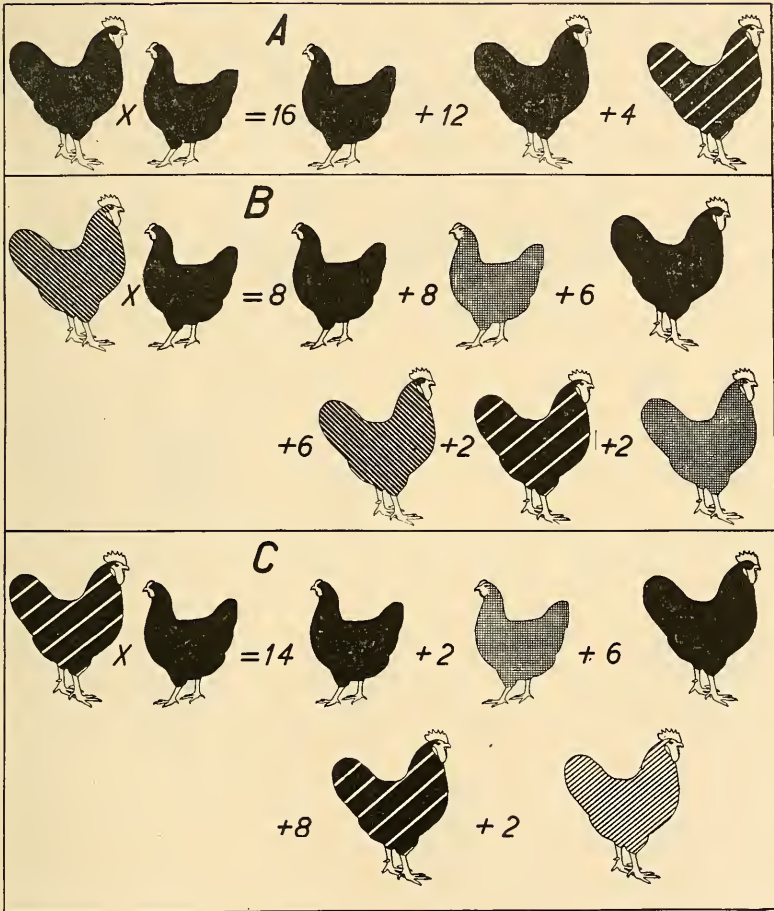 A
X = 16 + 12 + 4
B
X = 8 + 8 + 6
+6 +2 +2
C
X = 14 + 2 + 6
+8 + 2